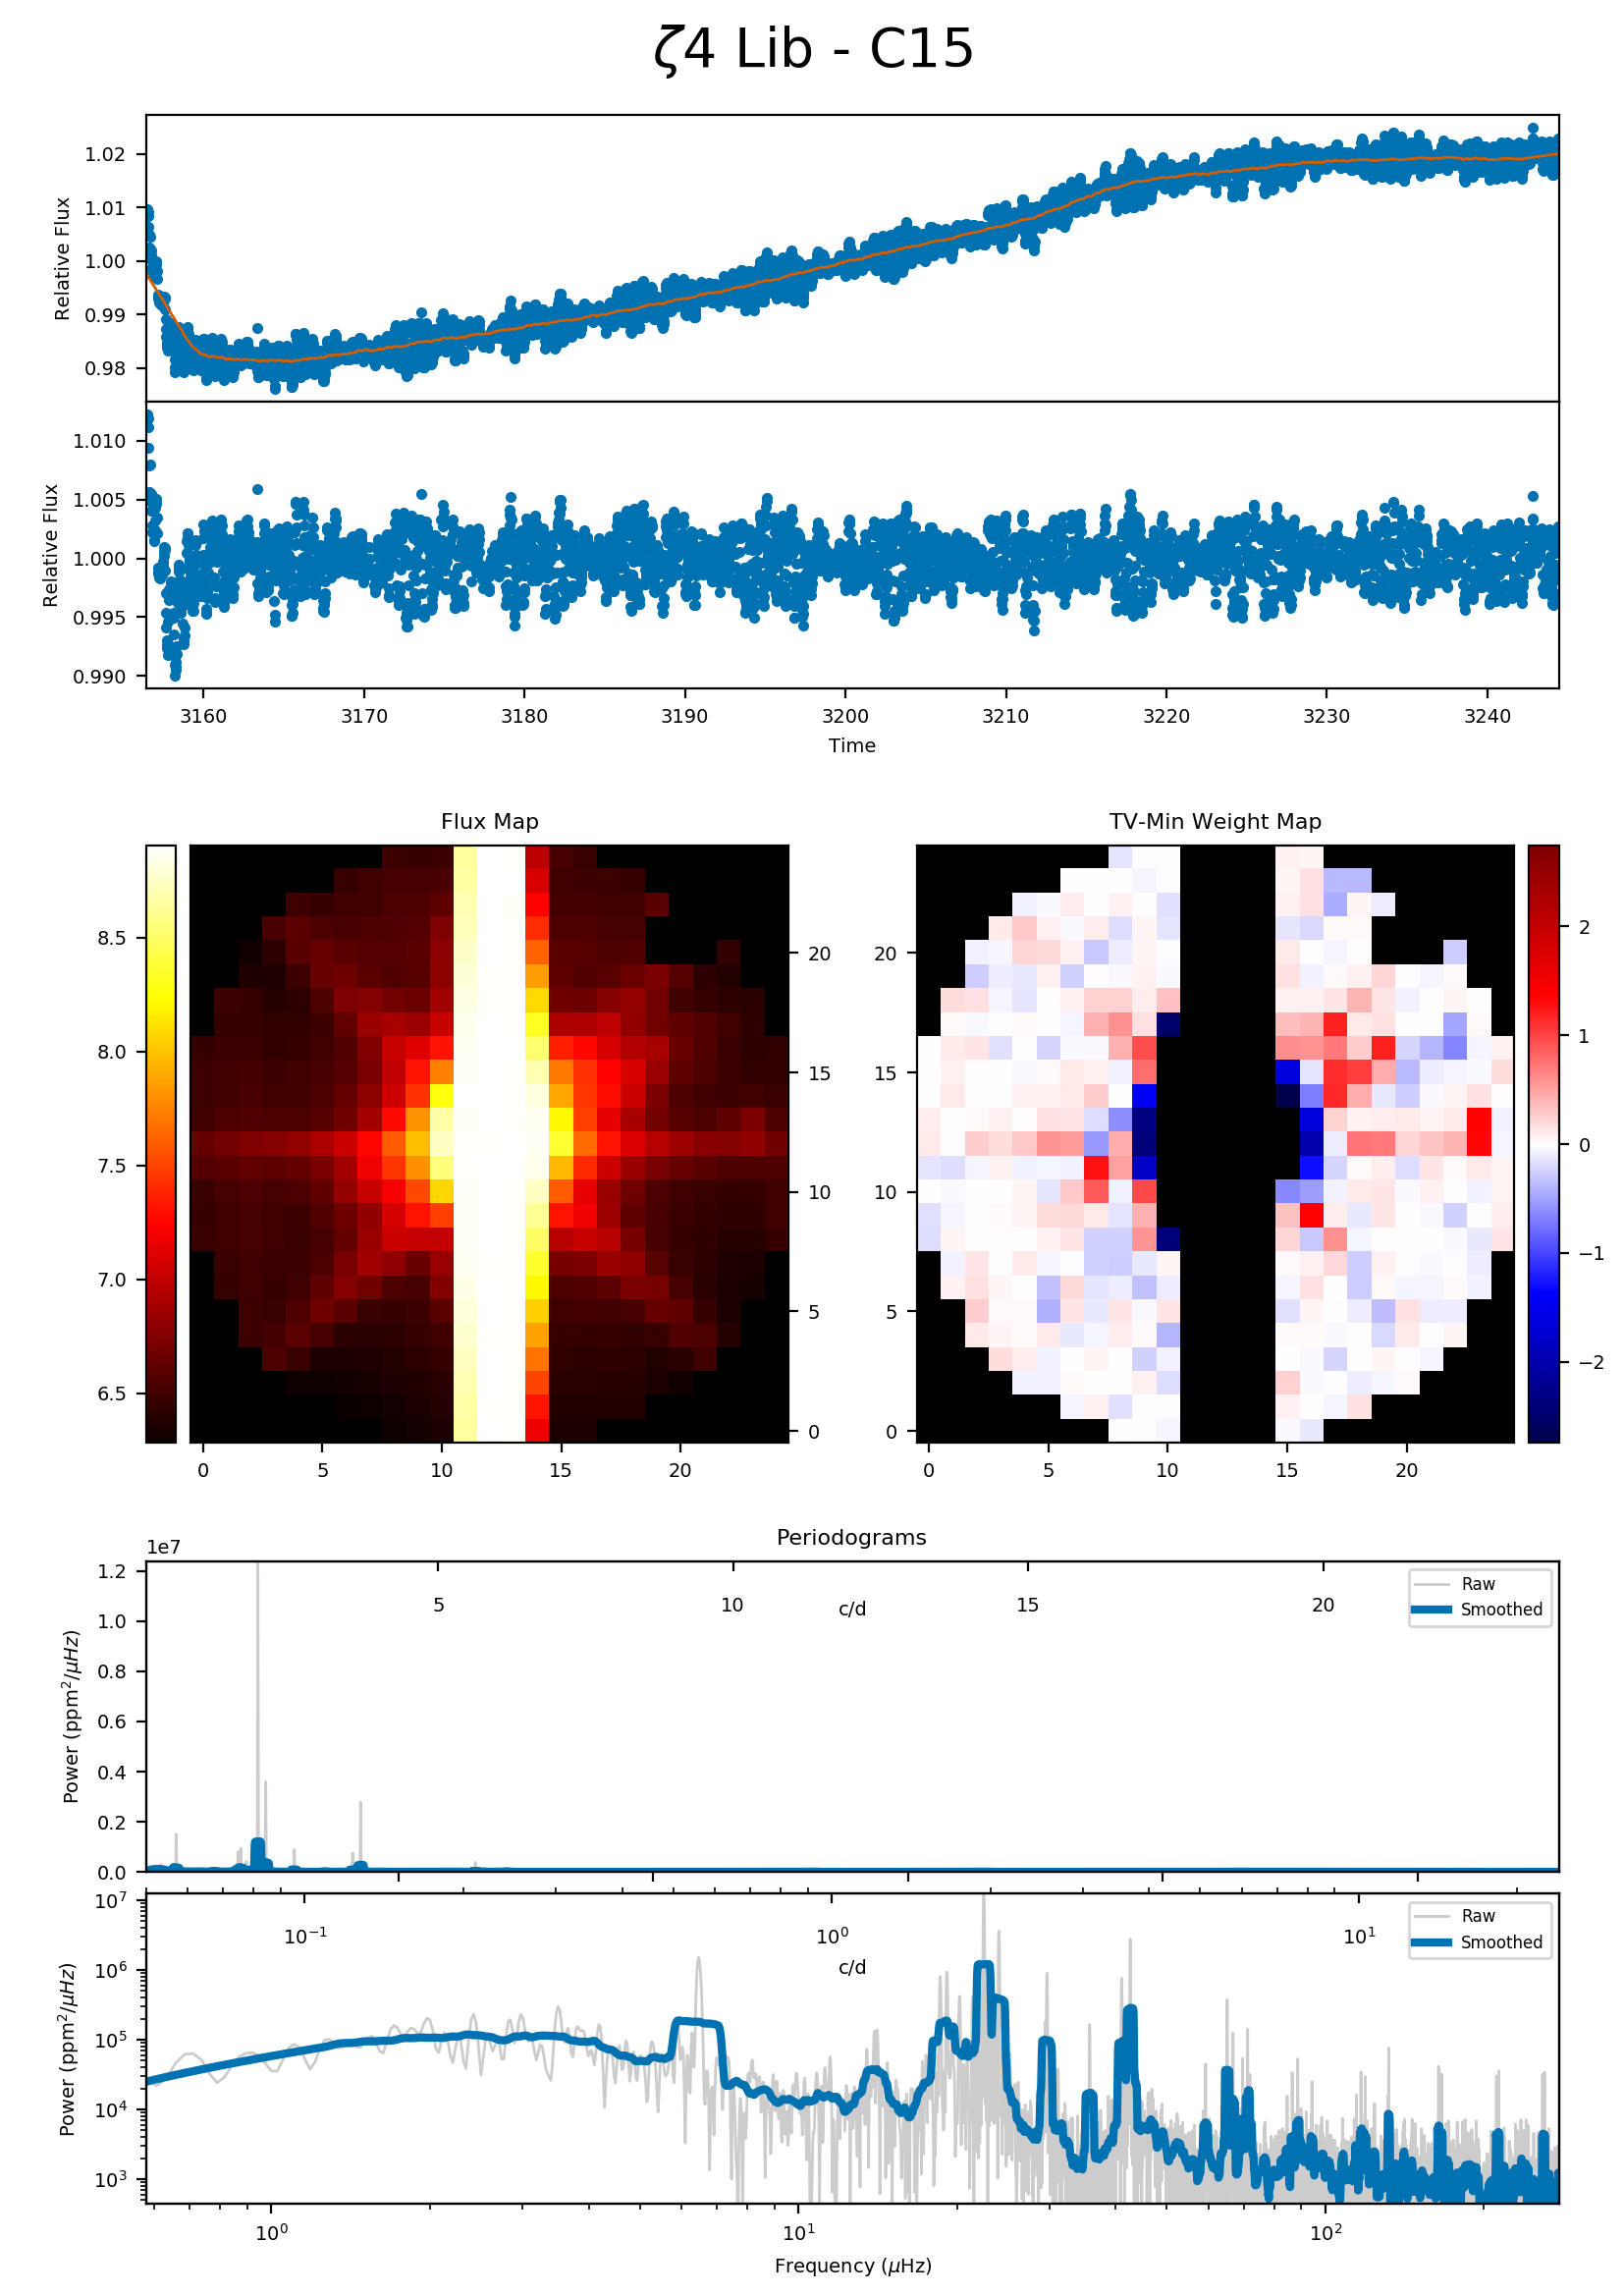 ζ4 Lib - C15
Relative Flux
1.02
1.01
1.00
0.99
0.98
Relative Flux
1.010
1.005
1.000
0.995
0.990
3160 3170 3180 3190 3200 3210 3220 3230 3240
Time
Flux Map
8.5
8.0
7.5
7.0
6.5
20
15
10
5
0
0 5 10 15 20
TV-Min Weight Map
20
15
10
5
0
0 5 10 15 20
2
1
0
−1
−2
Periodograms
1e7
Power (ppm²/μHz)
1.2
1.0
0.8
0.6
0.4
0.2
0.0
5 10 15 20
c/d
Raw
Smoothed
Power (ppm²/μHz)
10⁷
10⁶
10⁵
10⁴
10³
10⁻¹ 10⁰ 10¹
c/d
Raw
Smoothed
10⁰ 10¹ 10²
Frequency (μHz)